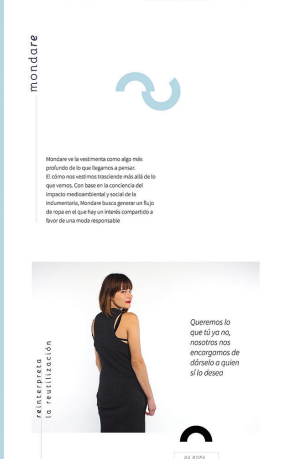 mondare
Mondare ve la vestimenta como algo más
profundo de lo que llegamos a pensar.
El cómo nos vestimos trasciende más allá de lo
que vemos. Con base en la conciencia del
impacto medioambiental y social de la
indumentaria, Mondare busca generar un flujo
de ropa en el que hay un interés compartido a
favor de una moda responsable
reinterpreta
la reutilización
Queremos lo
que tú ya no,
nosotros nos
encargamos de
dárselo a quien
sí lo desea
DA ROPA